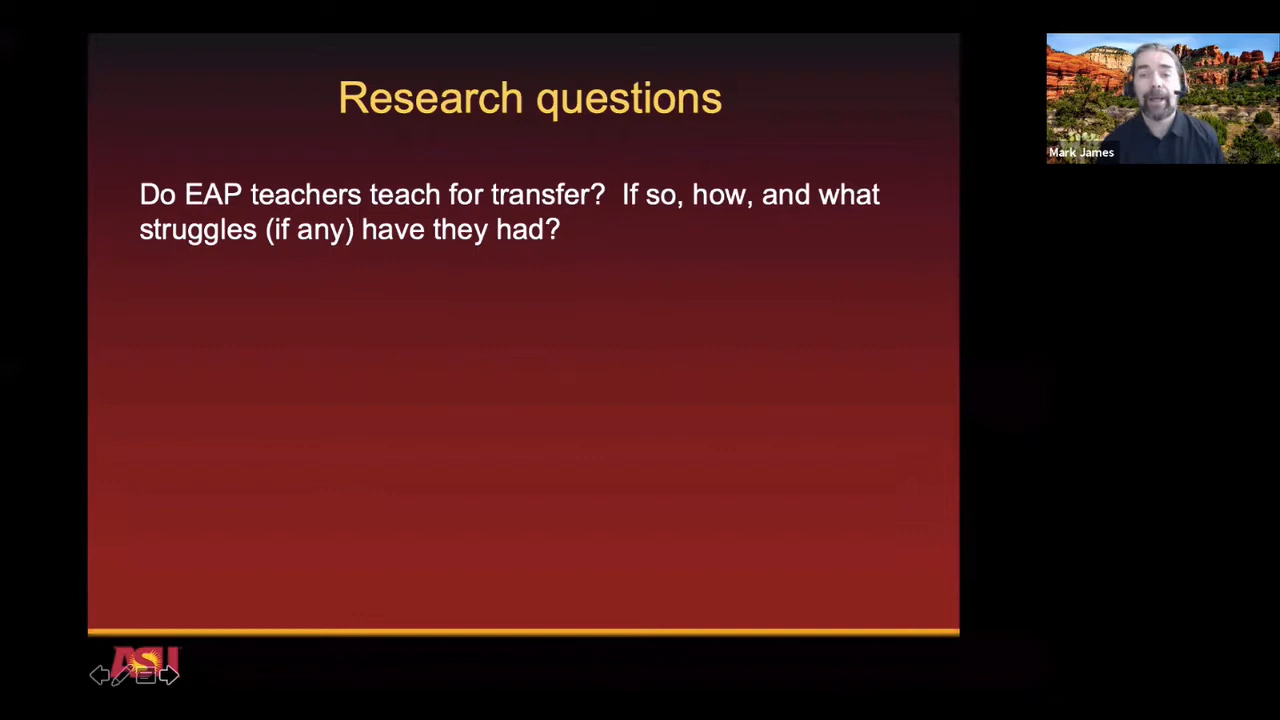 Research questions
Mark James
Do EAP teachers teach for transfer?  If so, how, and what
struggles (if any) have they had?
ASU